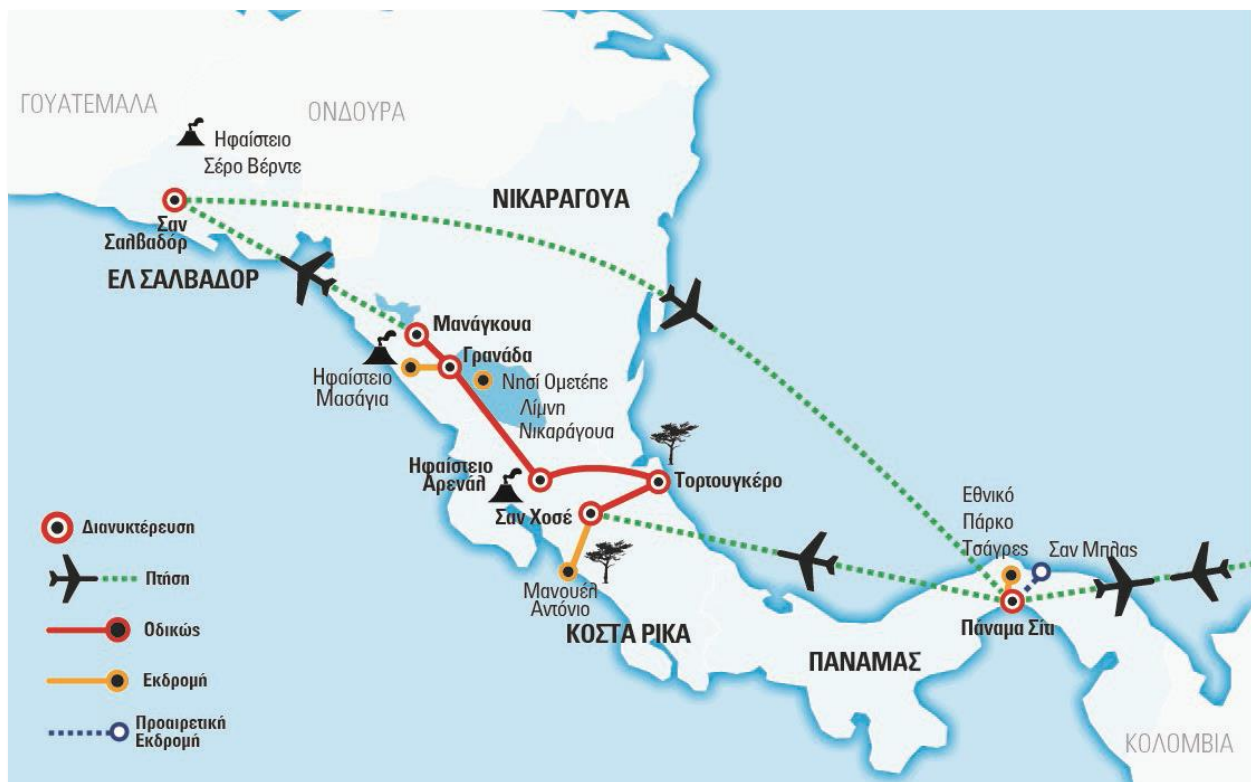 ΓΟΥΑΤΕΜΑΛΑ
ΟΝΔΟΥΡΑ
Ηφαίστειο
Σέρο Βέρντε
ΝΙΚΑΡΑΓΟΥΑ
Σαν
Σαλβαδόρ
ΕΛ ΣΑΛΒΑΔΟΡ
Μανάγκουα
Γρανάδα
Ηφαίστειο
Μασάγια
Νησί Ομετέπε
Λίμνη
Νικαράγουα
Ηφαίστειο
Αρενάλ
Τορτουγκέρο
Σαν Χοσέ
Εθνικό
Πάρκο
Τσάγρες
Σαν Μπλας
Μανουέλ
Αντόνιο
ΚΟΣΤΑ ΡΙΚΑ
Πάναμα Σίτι
ΠΑΝΑΜΑΣ
ΚΟΛΟΜΒΙΑ
Διανυκτέρευση
Πτήση
Οδικώς
Εκδρομή
Προαιρετική
Εκδρομή